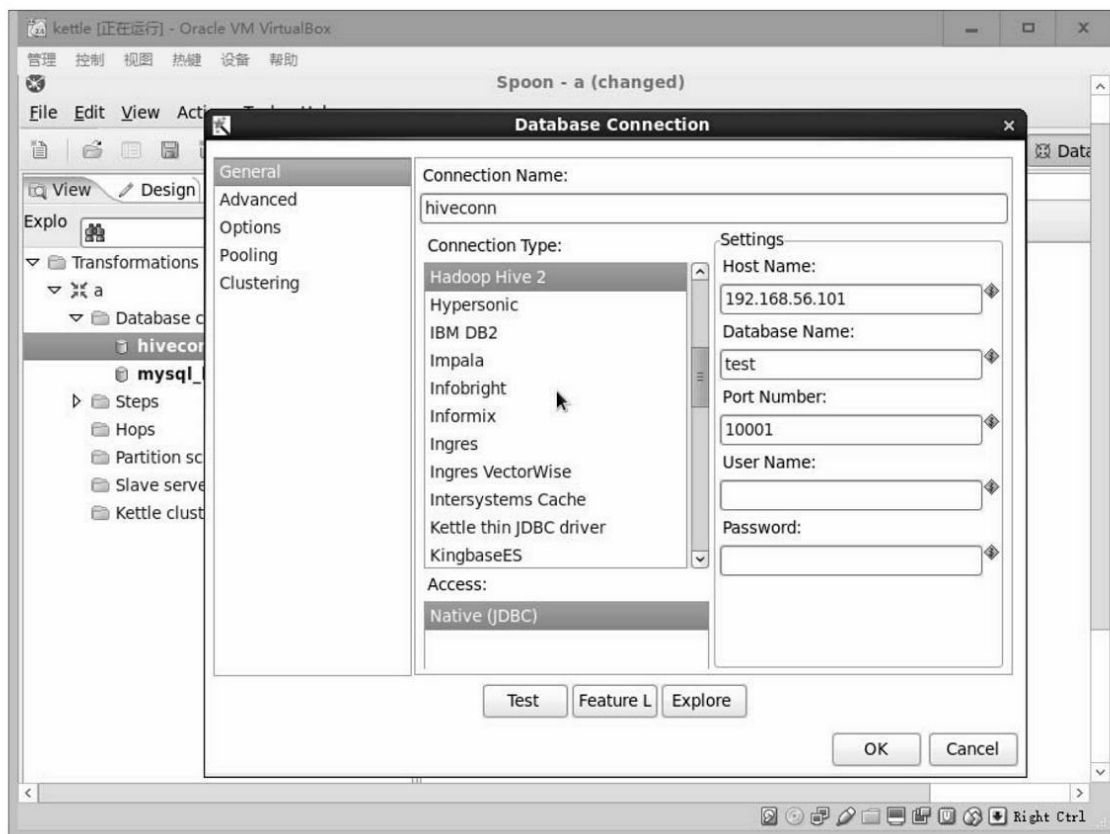 kettle [正在运行] - Oracle VM VirtualBox
管理 控制 视图 热键 设备 帮助
Spoon - a (changed)
File Edit View
Database Connection
Data
View Design
Explo
Transformations
a
Database c
hivecor
mysql_
Steps
Hops
Partition sc
Slave serve
Kettle clust
General
Advanced
Options
Pooling
Clustering
Connection Name:
hiveconn
Connection Type:
Hadoop Hive 2
Hypersonic
IBM DB2
Impala
Infobright
Informix
Ingres
Ingres VectorWise
Intersystems Cache
Kettle thin JDBC driver
KingbaseES
Access:
Native (JDBC)
Settings
Host Name:
192.168.56.101
Database Name:
test
Port Number:
10001
User Name:
Password:
Test Feature L Explore
OK Cancel
Right Ctrl